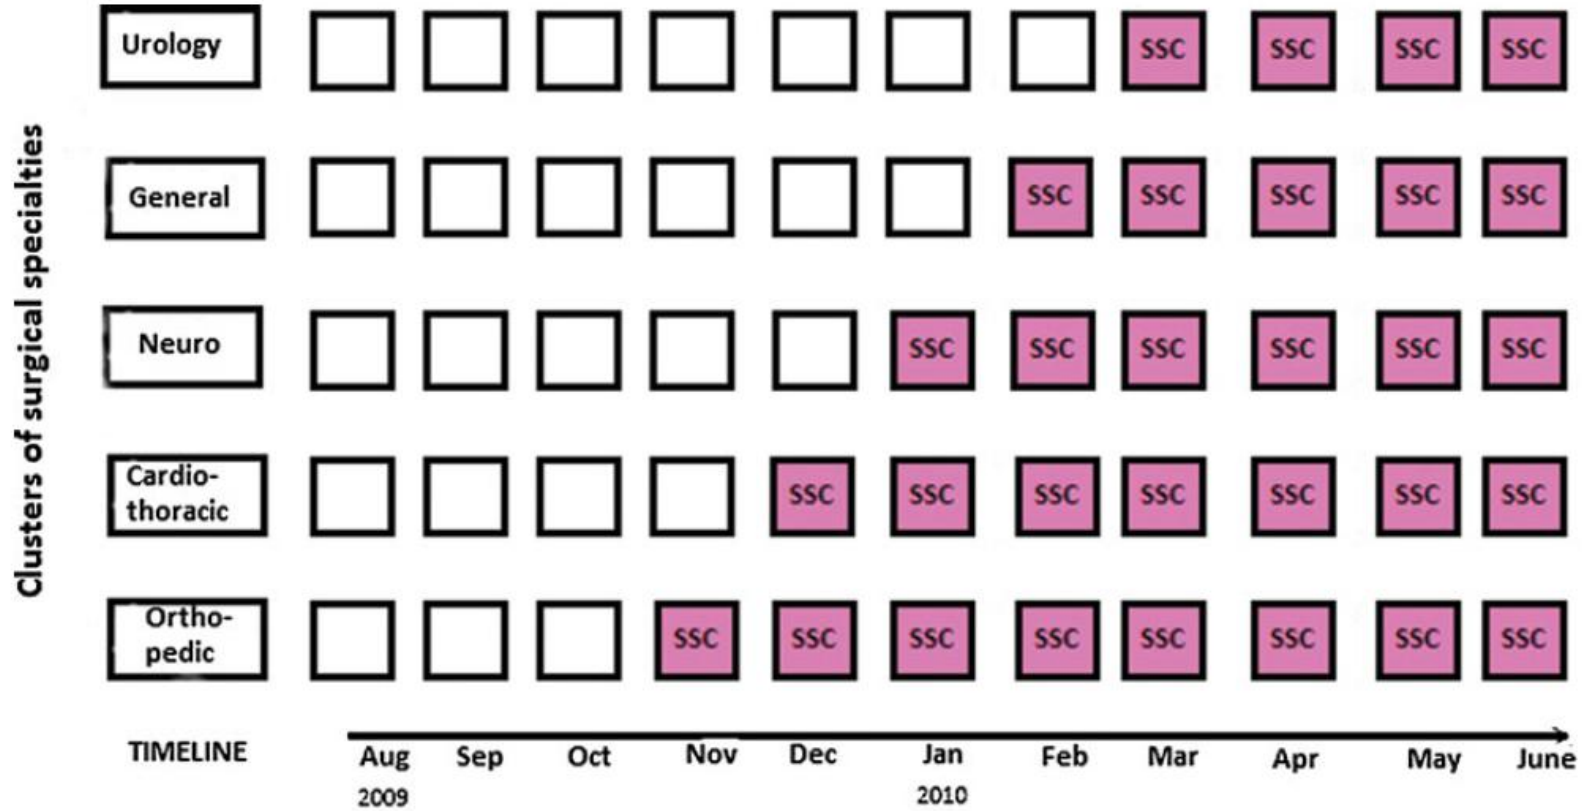 Clusters of surgical specialties
Urology
SSC SSC SSC SSC
General
SSC SSC SSC SSC SSC
Neuro
SSC SSC SSC SSC SSC SSC
Cardio-
thoracic
SSC SSC SSC SSC SSC SSC SSC
Ortho-
pedic
SSC SSC SSC SSC SSC SSC SSC SSC
TIMELINE Aug Sep Oct Nov Dec Jan Feb Mar Apr May June
2009 2010